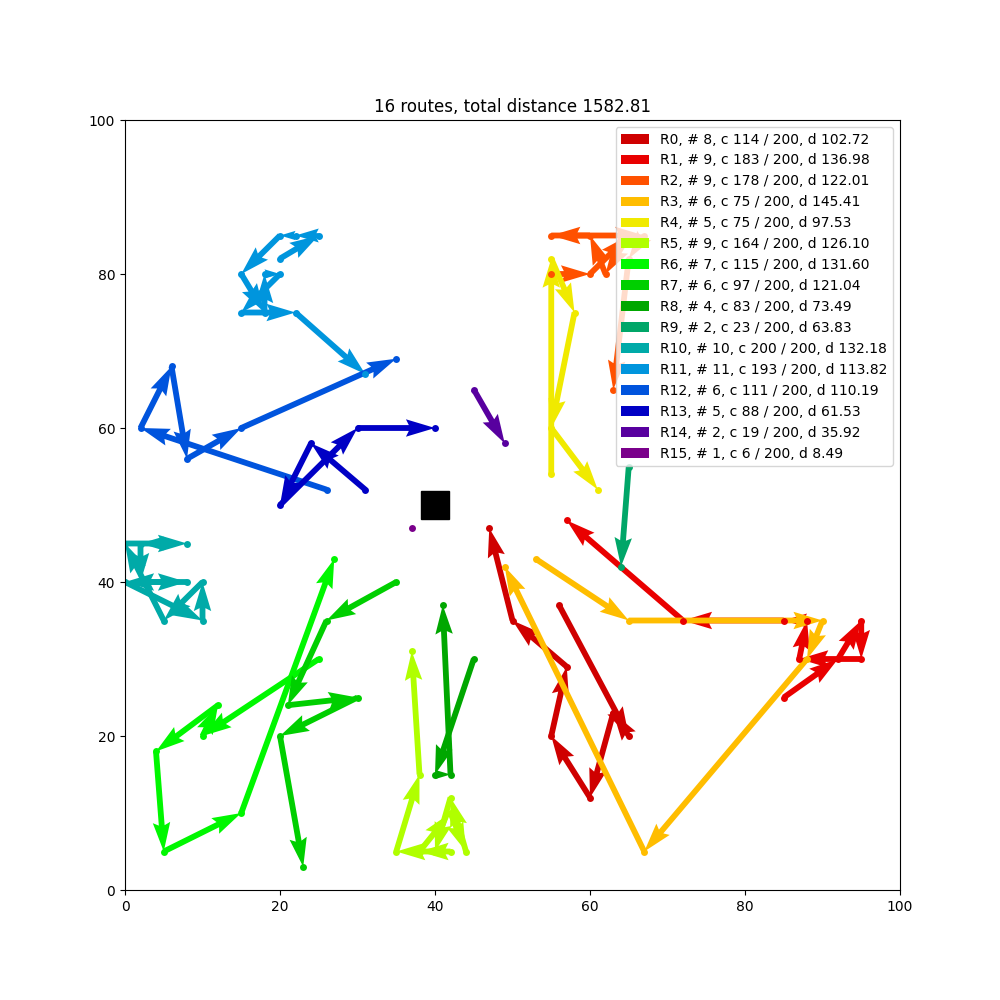 16 routes, total distance 1582.81
100
80
60
40
20
0
0 20 40 60 80 100
R0, # 8, c 114 / 200, d 102.72
R1, # 9, c 183 / 200, d 136.98
R2, # 9, c 178 / 200, d 122.01
R3, # 6, c 75 / 200, d 145.41
R4, # 5, c 75 / 200, d 97.53
R5, # 9, c 164 / 200, d 126.10
R6, # 7, c 115 / 200, d 131.60
R7, # 6, c 97 / 200, d 121.04
R8, # 4, c 83 / 200, d 73.49
R9, # 2, c 23 / 200, d 63.83
R10, # 10, c 200 / 200, d 132.18
R11, # 11, c 193 / 200, d 113.82
R12, # 6, c 111 / 200, d 110.19
R13, # 5, c 88 / 200, d 61.53
R14, # 2, c 19 / 200, d 35.92
R15, # 1, c 6 / 200, d 8.49